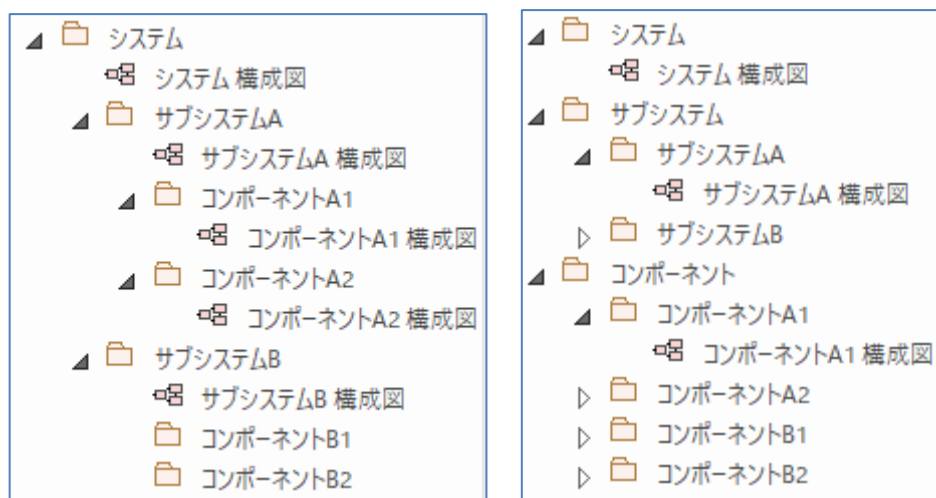 システム
システム 構成図
サブシステムA
サブシステムA 構成図
コンポーネントA1
コンポーネントA1 構成図
コンポーネントA2
コンポーネントA2 構成図
サブシステムB
サブシステムB 構成図
コンポーネントB1
コンポーネントB2
システム
システム 構成図
サブシステム
サブシステムA
サブシステムA 構成図
サブシステムB
コンポーネント
コンポーネントA1
コンポーネントA1 構成図
コンポーネントA2
コンポーネントB1
コンポーネントB2